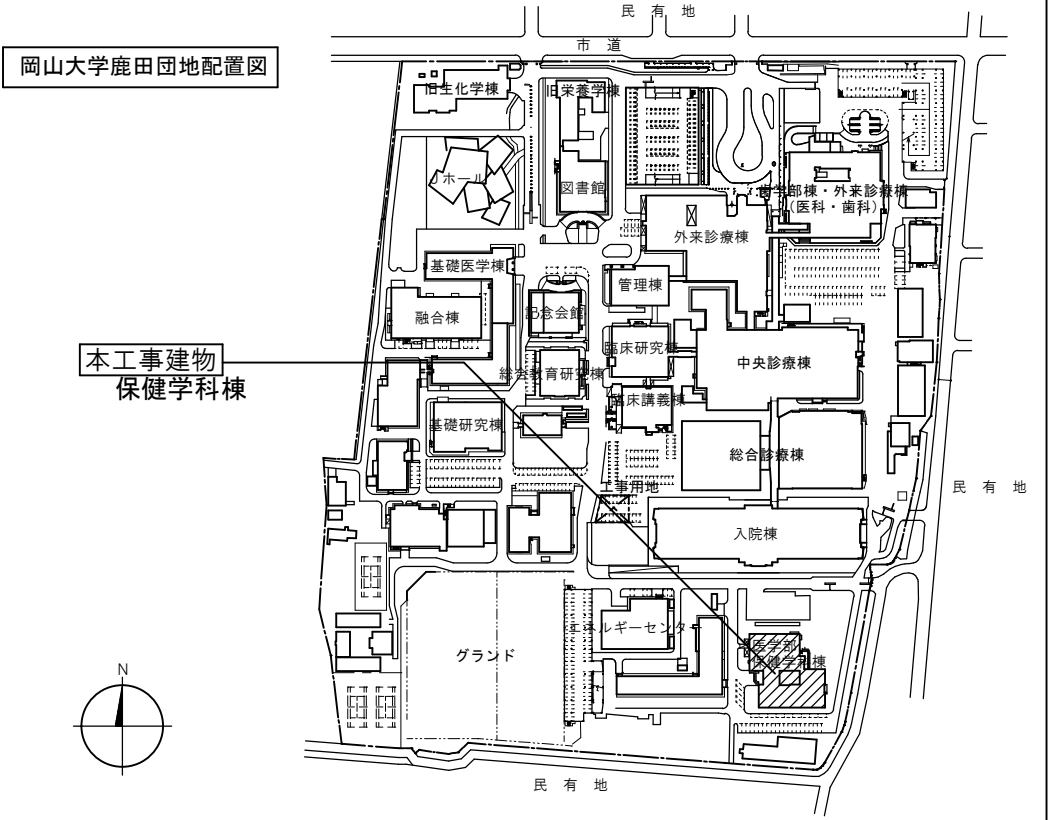 民有地
市道
岡山大学鹿田団地配置図
旧生化学棟
旧栄養学棟
Jホール
図書館
歯学部棟・外来診療棟
（医科・歯科）
外来診療棟
基礎医学棟
管理棟
融合棟
記念会館
臨床研究棟
中央診療棟
本工事建物
保健学科棟
総合教育研究棟
臨床講義棟
基礎研究棟
総合診療棟
工事用地
民有地
入院棟
エネルギーセンター
医学部
保健学科棟
グランド
N
民有地